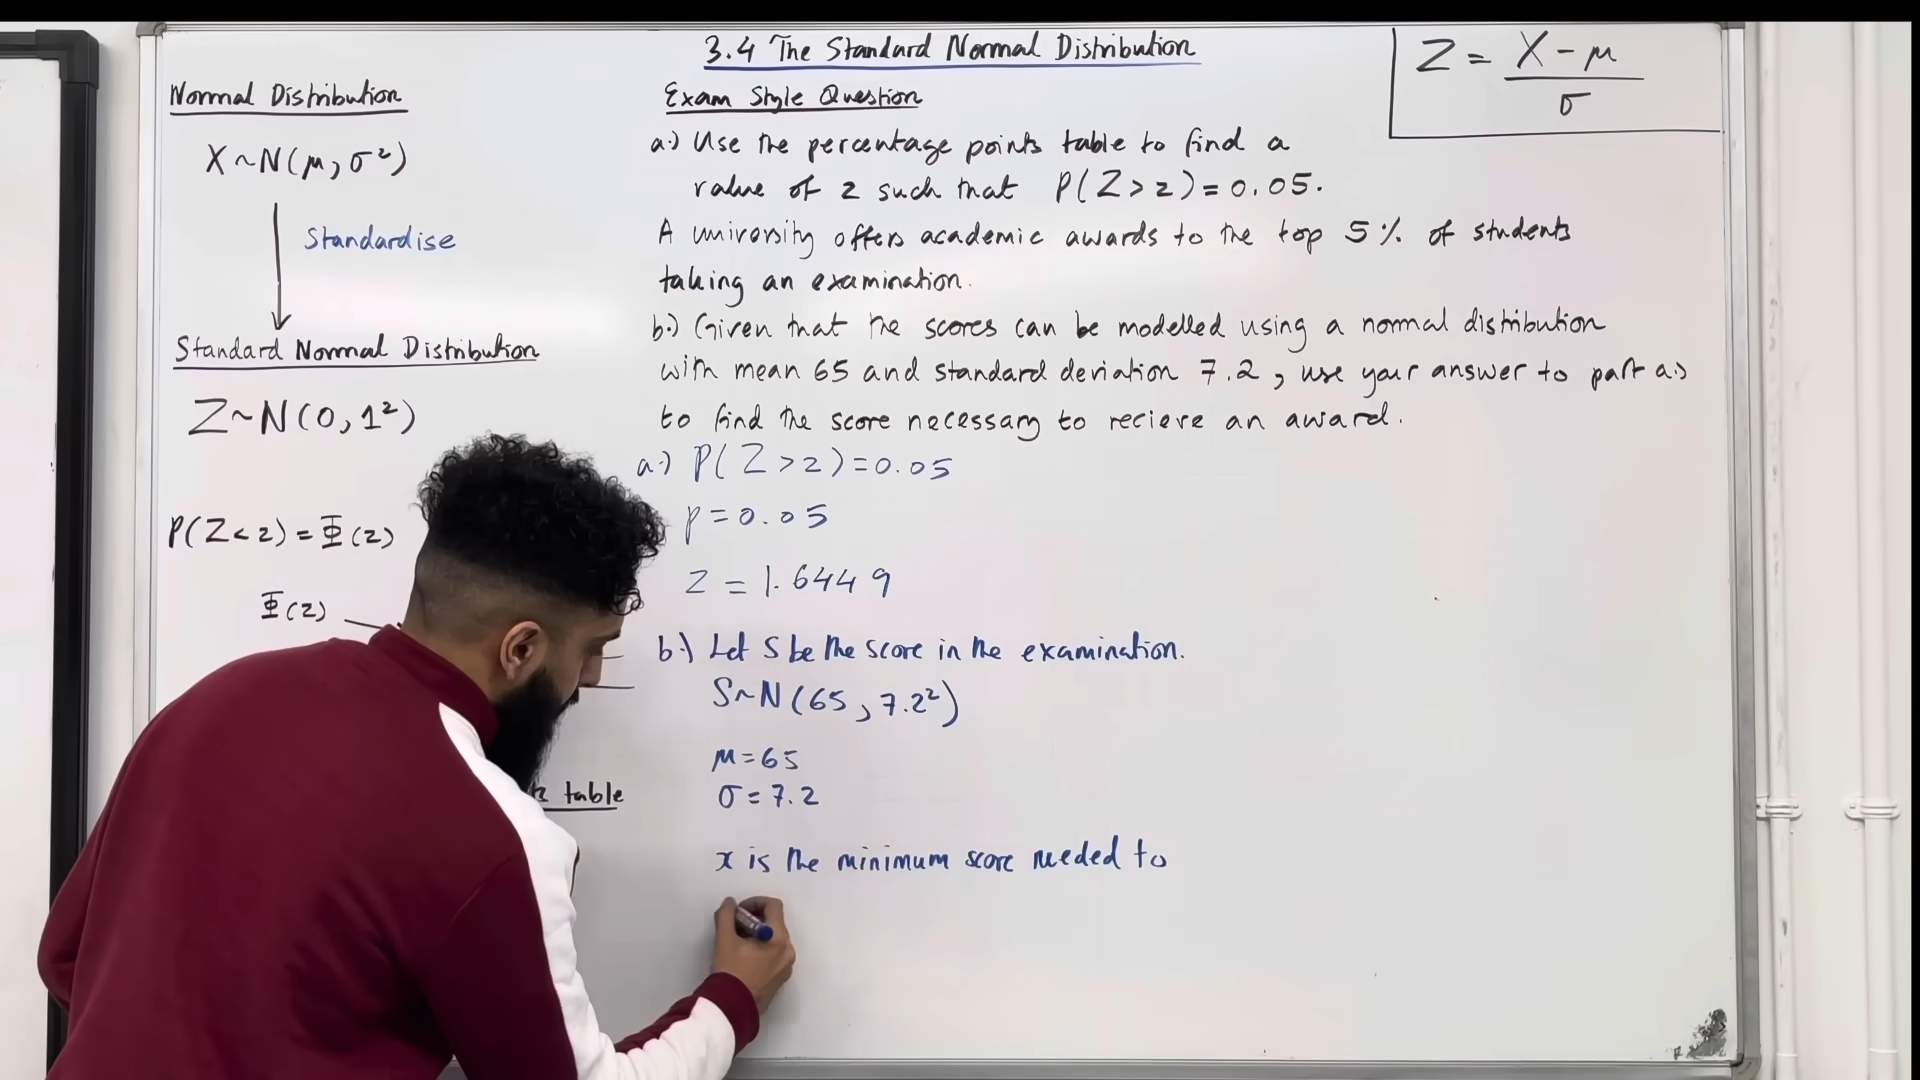 3.4 The Standard Normal Distribution
Z = X - μ
σ
Normal Distribution
X ~ N(μ, σ²)
Standardise
Standard Normal Distribution
Z ~ N(0, 1²)
P(Z < z) = Φ(z)
Φ(z)
table
Exam Style Question
a.) Use the percentage points table to find a
value of z such that P(Z > z) = 0.05.
A university offers academic awards to the top 5% of students
taking an examination.
b.) Given that the scores can be modelled using a normal distribution
with mean 65 and standard deviation 7.2, use your answer to part a.)
to find the score necessary to recieve an award.
a.) P(Z > z) = 0.05
p = 0.05
z = 1.6449
b.) Let S be the score in the examination.
S ~ N(65, 7.2²)
μ = 65
σ = 7.2
x is the minimum score needed to